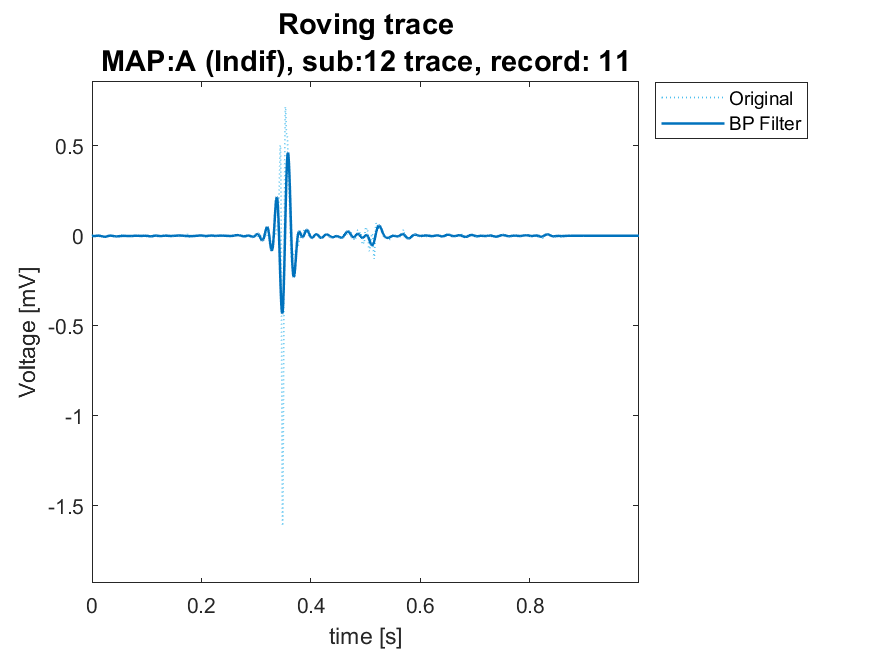 Roving trace
MAP:A (Indif), sub:12 trace, record: 11
Original
BP Filter
0.5
0
-0.5
-1
-1.5
Voltage [mV]
0
0.2
0.4
0.6
0.8
time [s]